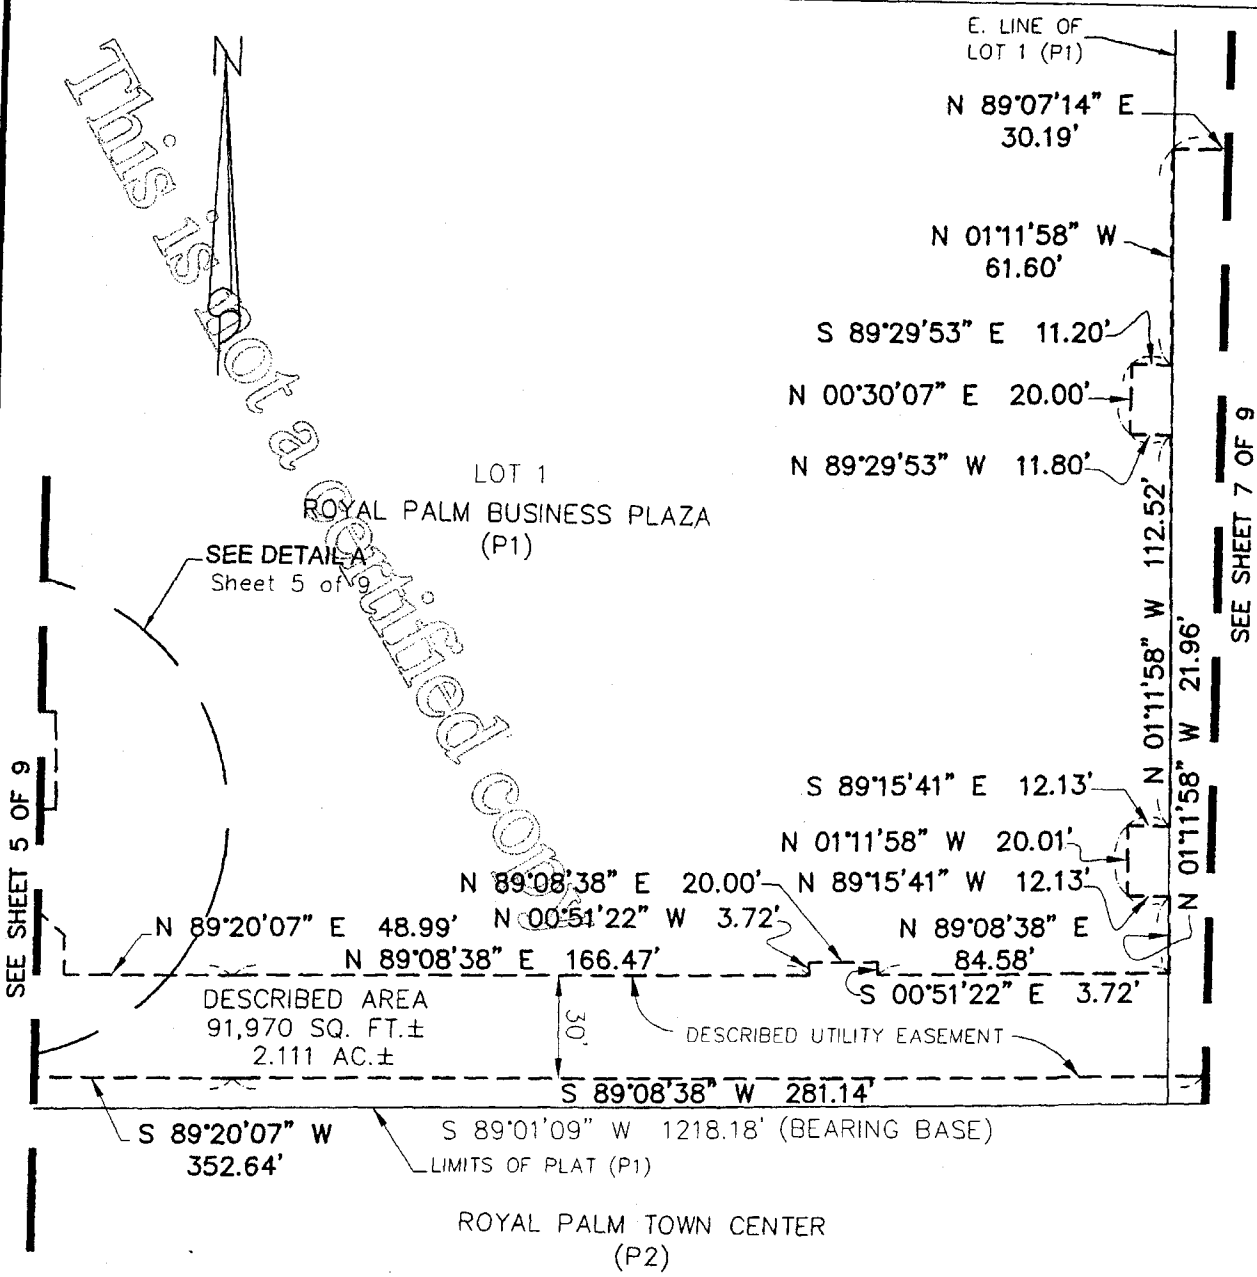 N
E. LINE OF
LOT 1 (P1)
N 89°07'14" E
30.19'
N 01°11'58" W
61.60'
S 89°29'53" E 11.20'
N 00°30'07" E 20.00'
N 89°29'53" W 11.80'
N 01°11'58" W 112.52'
N 01°11'58" W 21.96'
SEE SHEET 7 OF 9
LOT 1
ROYAL PALM BUSINESS PLAZA
(P1)
SEE DETAIL A
Sheet 5 of 9
This is not a certified copy
SEE SHEET 5 OF 9
S 89°15'41" E 12.13'
N 01°11'58" W 20.01'
N 89°08'38" E 20.00'
N 89°15'41" W 12.13'
N 89°20'07" E 48.99'
N 00°51'22" W 3.72'
N 89°08'38" E
84.58'
N 89°08'38" E 166.47'
S 00°51'22" E 3.72'
DESCRIBED AREA
91,970 SQ. FT.±
2.111 AC.±
30'
DESCRIBED UTILITY EASEMENT
S 89°08'38" W 281.14'
S 89°20'07" W
352.64'
S 89°01'09" W 1218.18' (BEARING BASE)
LIMITS OF PLAT (P1)
ROYAL PALM TOWN CENTER
(P2)